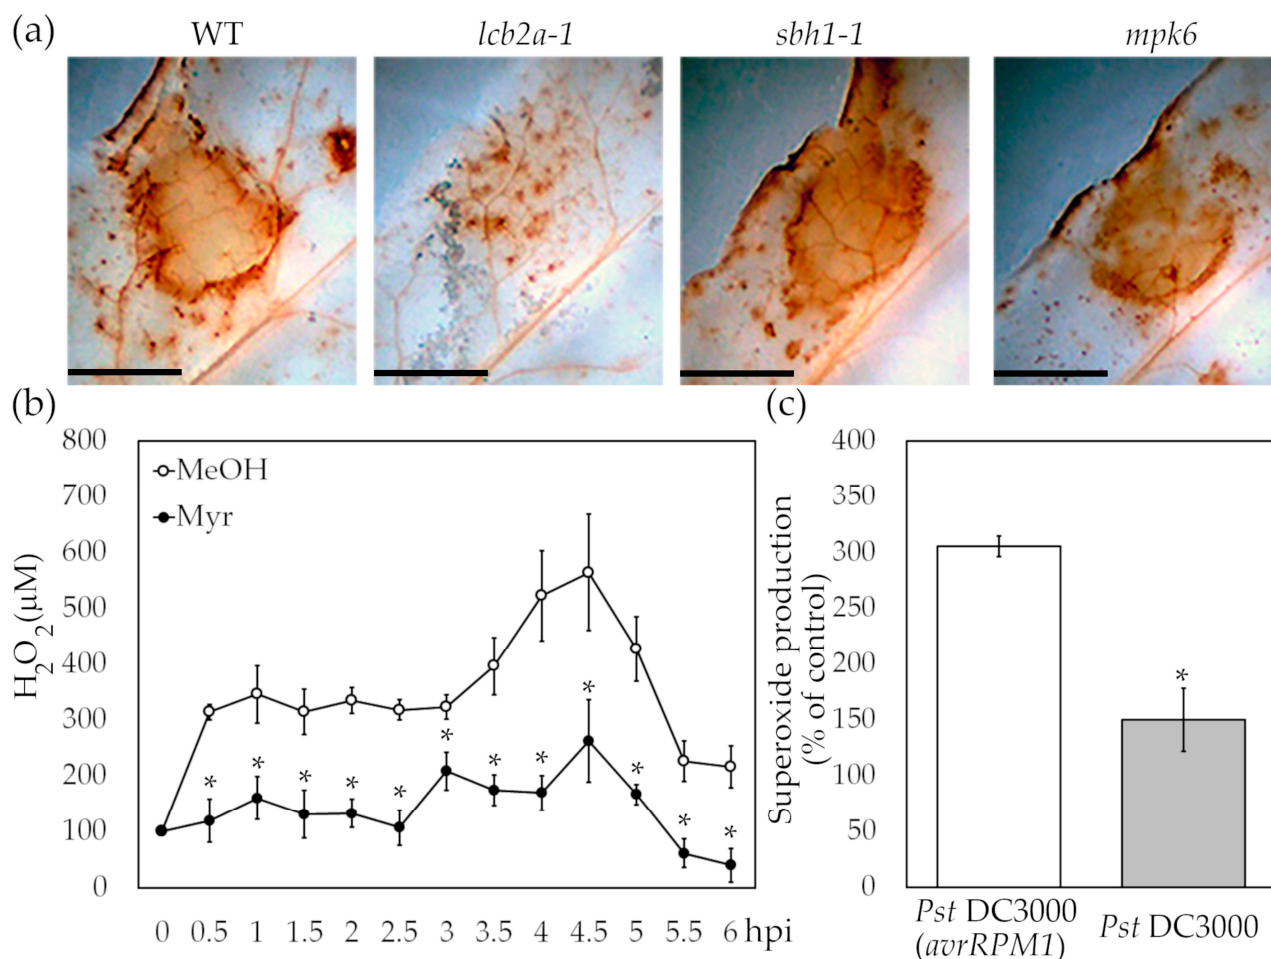 (a)
WT
lcb2a-1
sbh1-1
mpk6
(b)
800
700
600
500
400
300
200
100
0
H2O2(µM)
MeOH
Myr
*
*
*
*
*
*
*
*
*
*
*
*
0 0.5 1 1.5 2 2.5 3 3.5 4 4.5 5 5.5 6 hpi
(c)
400
350
300
250
200
150
100
50
0
Superoxide production
(% of control)
*
Pst DC3000
(avrRPM1)
Pst DC3000